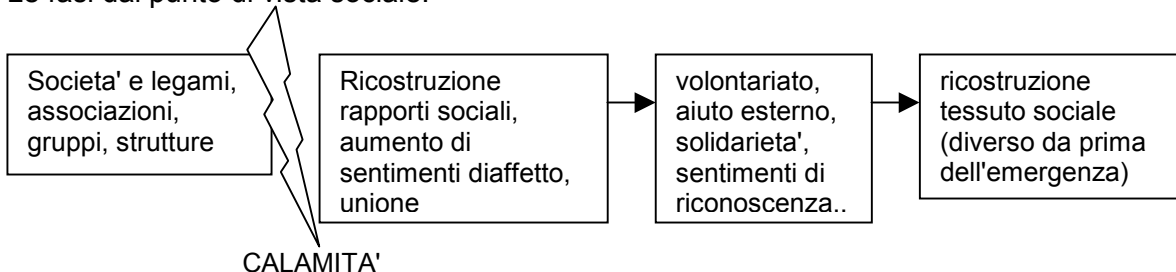 Le fasi dal punto di vista sociale:
Societa' e legami,
associazioni,
gruppi, strutture
Ricostruzione
rapporti sociali,
aumento di
sentimenti diaffetto,
unione
volontariato,
aiuto esterno,
solidarieta',
sentimenti di
riconoscenza..
ricostruzione
tessuto sociale
(diverso da prima
dell'emergenza)
CALAMITA'